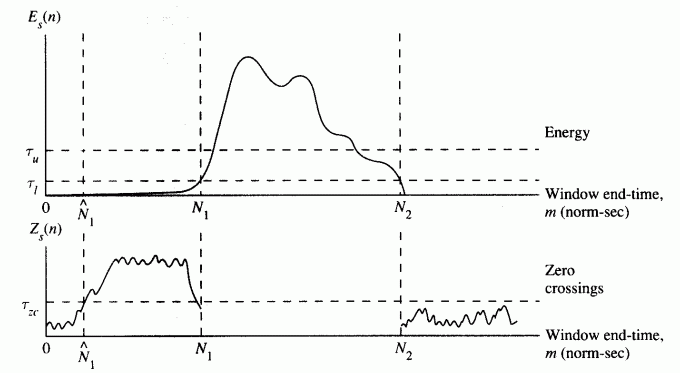 E_s(n)
τ_u
Energy
τ_l
Window end-time,
m (norm-sec)
0
N̂_1
N_1
N_2
Z_s(n)
Zero
crossings
τ_zc
Window end-time,
m (norm-sec)
0
N̂_1
N_1
N_2